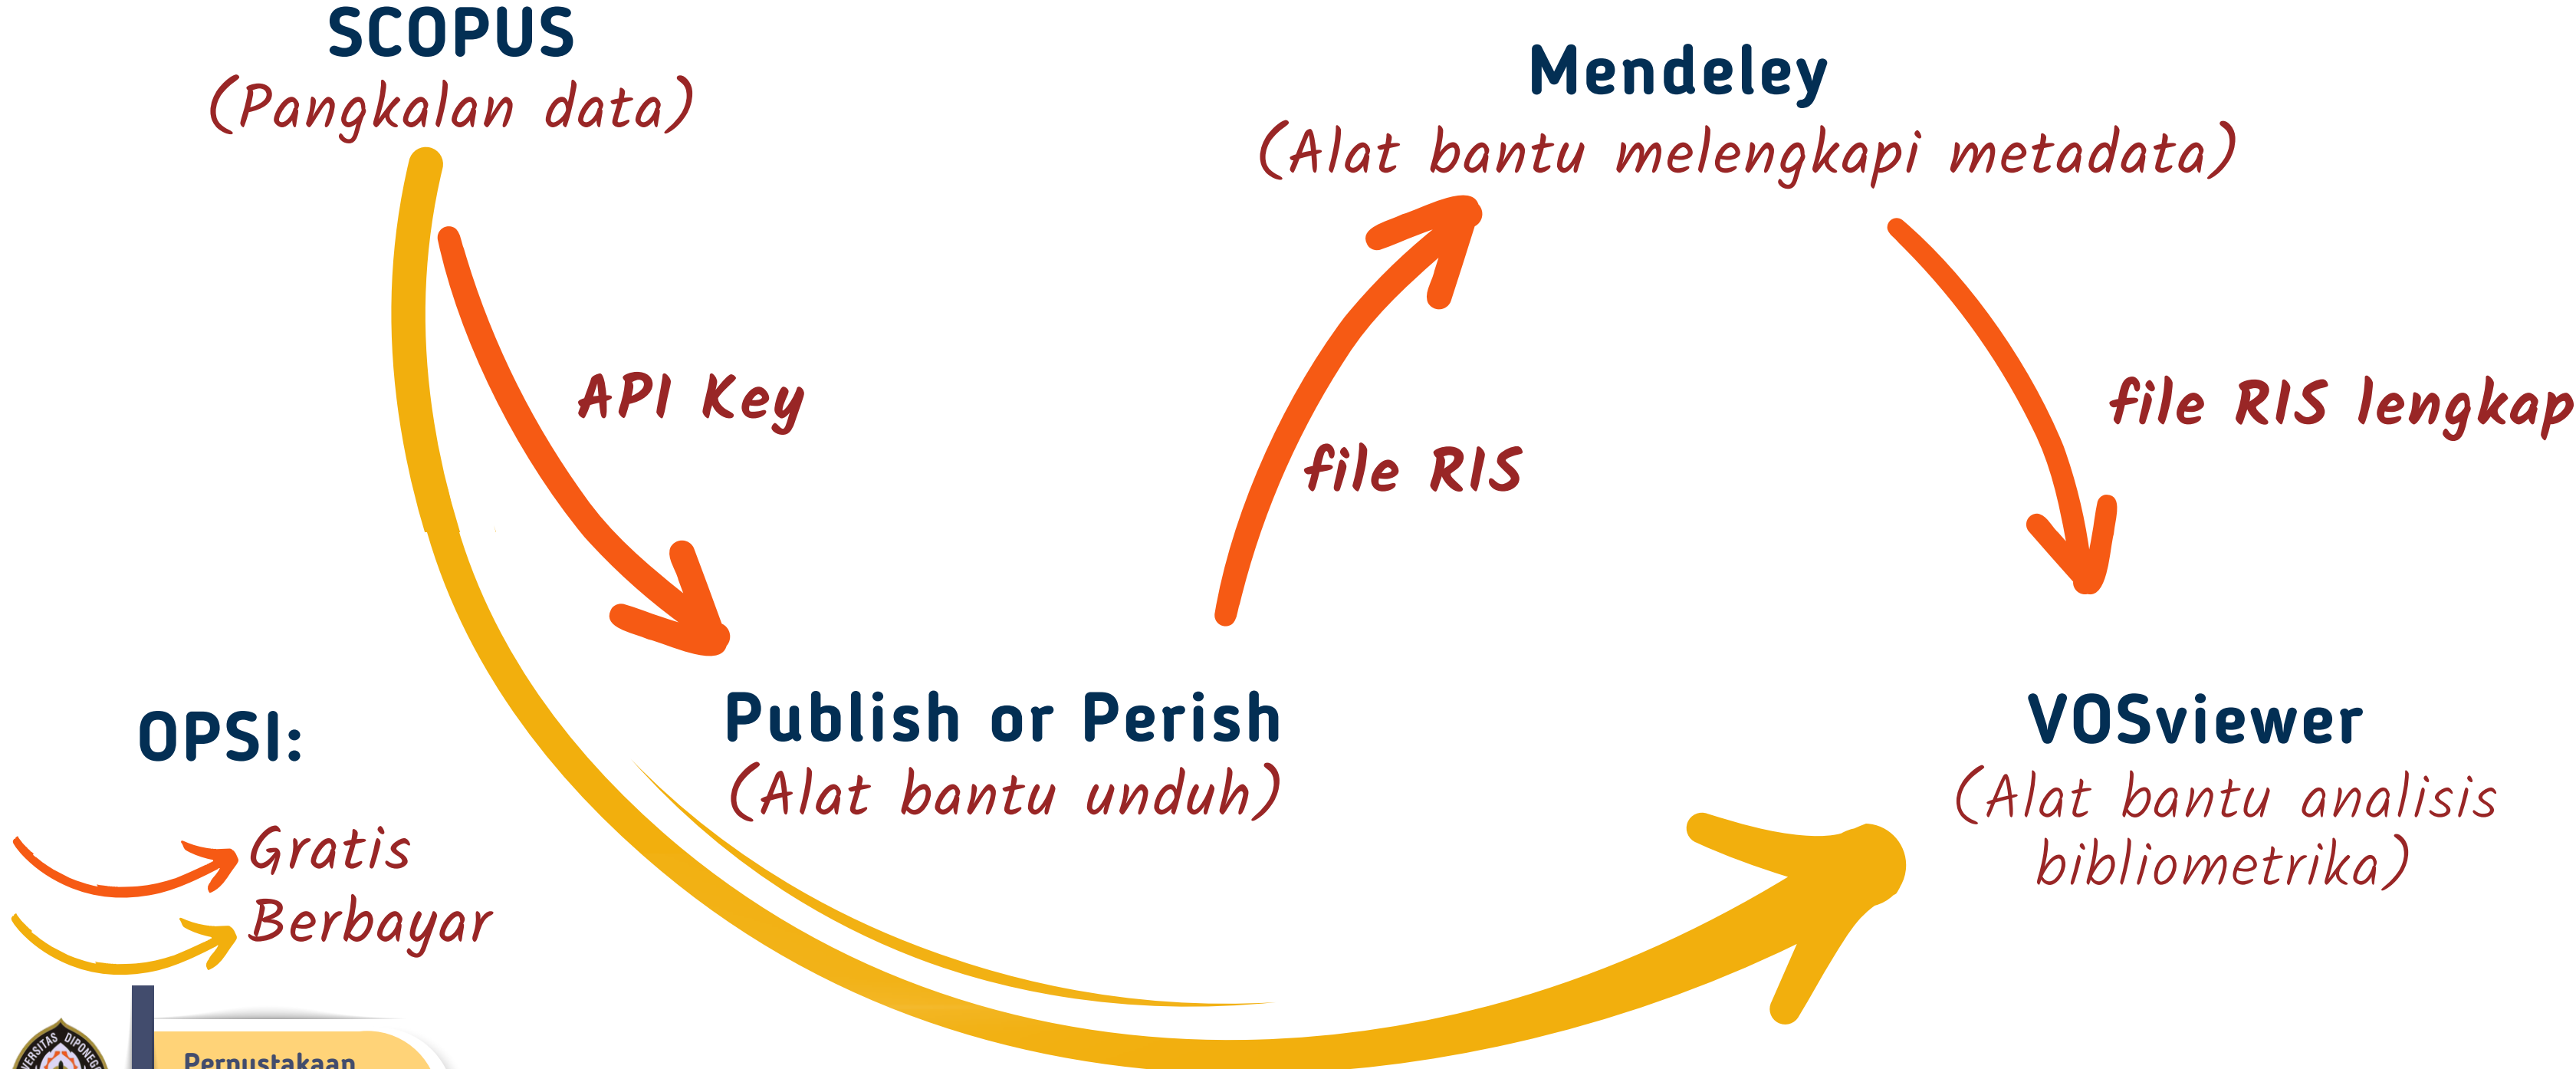 SCOPUS
(Pangkalan data)
Mendeley
(Alat bantu melengkapi metadata)
API Key
file RIS
file RIS lengkap
Publish or Perish
(Alat bantu unduh)
VOSviewer
(Alat bantu analisis
bibliometrika)
OPSI:
Gratis
Berbayar
Perpustakaan